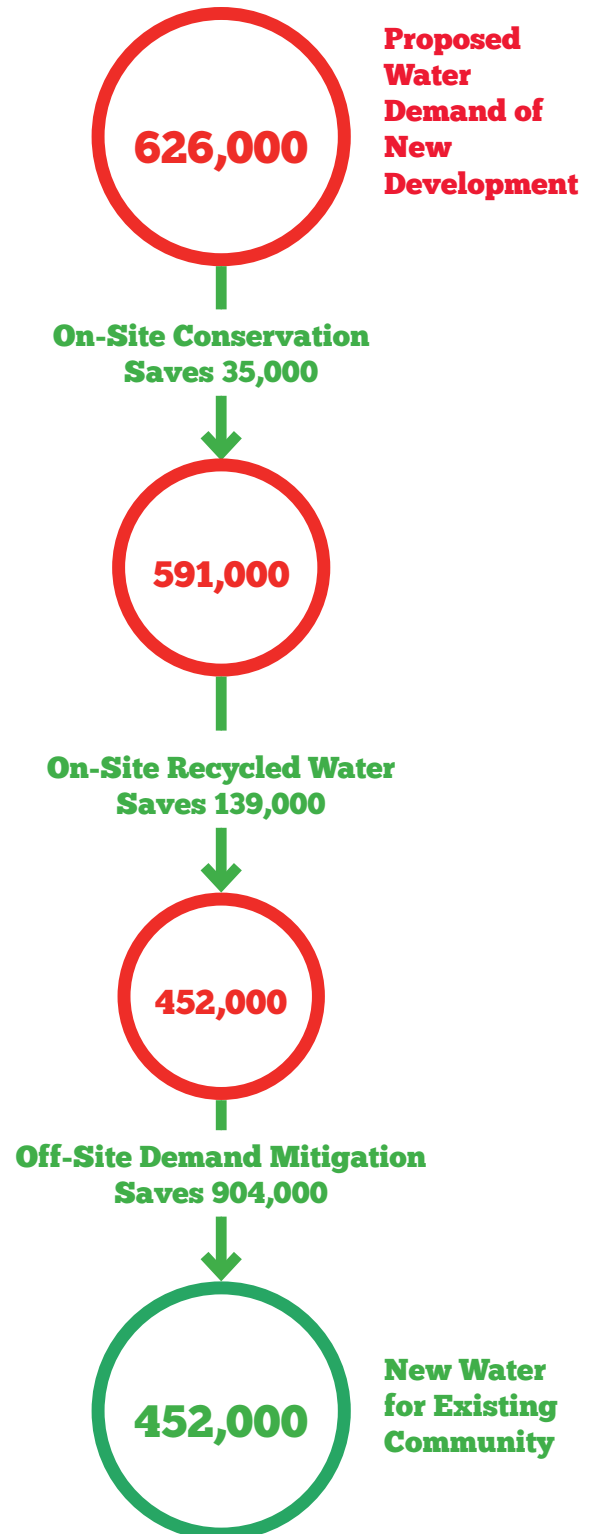 626,000
Proposed
Water
Demand of
New
Development
On-Site Conservation
Saves 35,000
591,000
On-Site Recycled Water
Saves 139,000
452,000
Off-Site Demand Mitigation
Saves 904,000
452,000
New Water
for Existing
Community